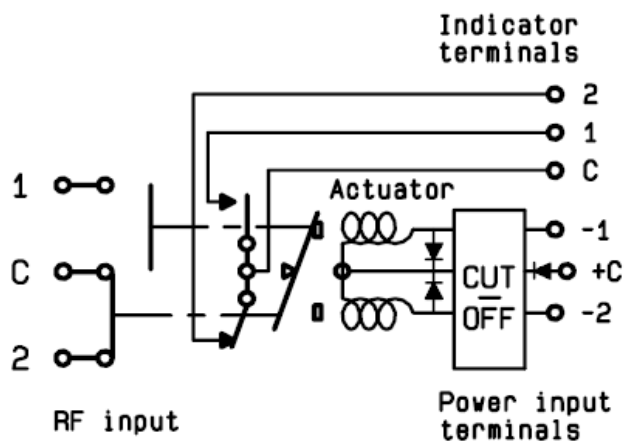 Indicator
terminals
2
1
C
1
Actuator
-1
C
CUT
OFF
+C
-2
2
RF input
Power input
terminals